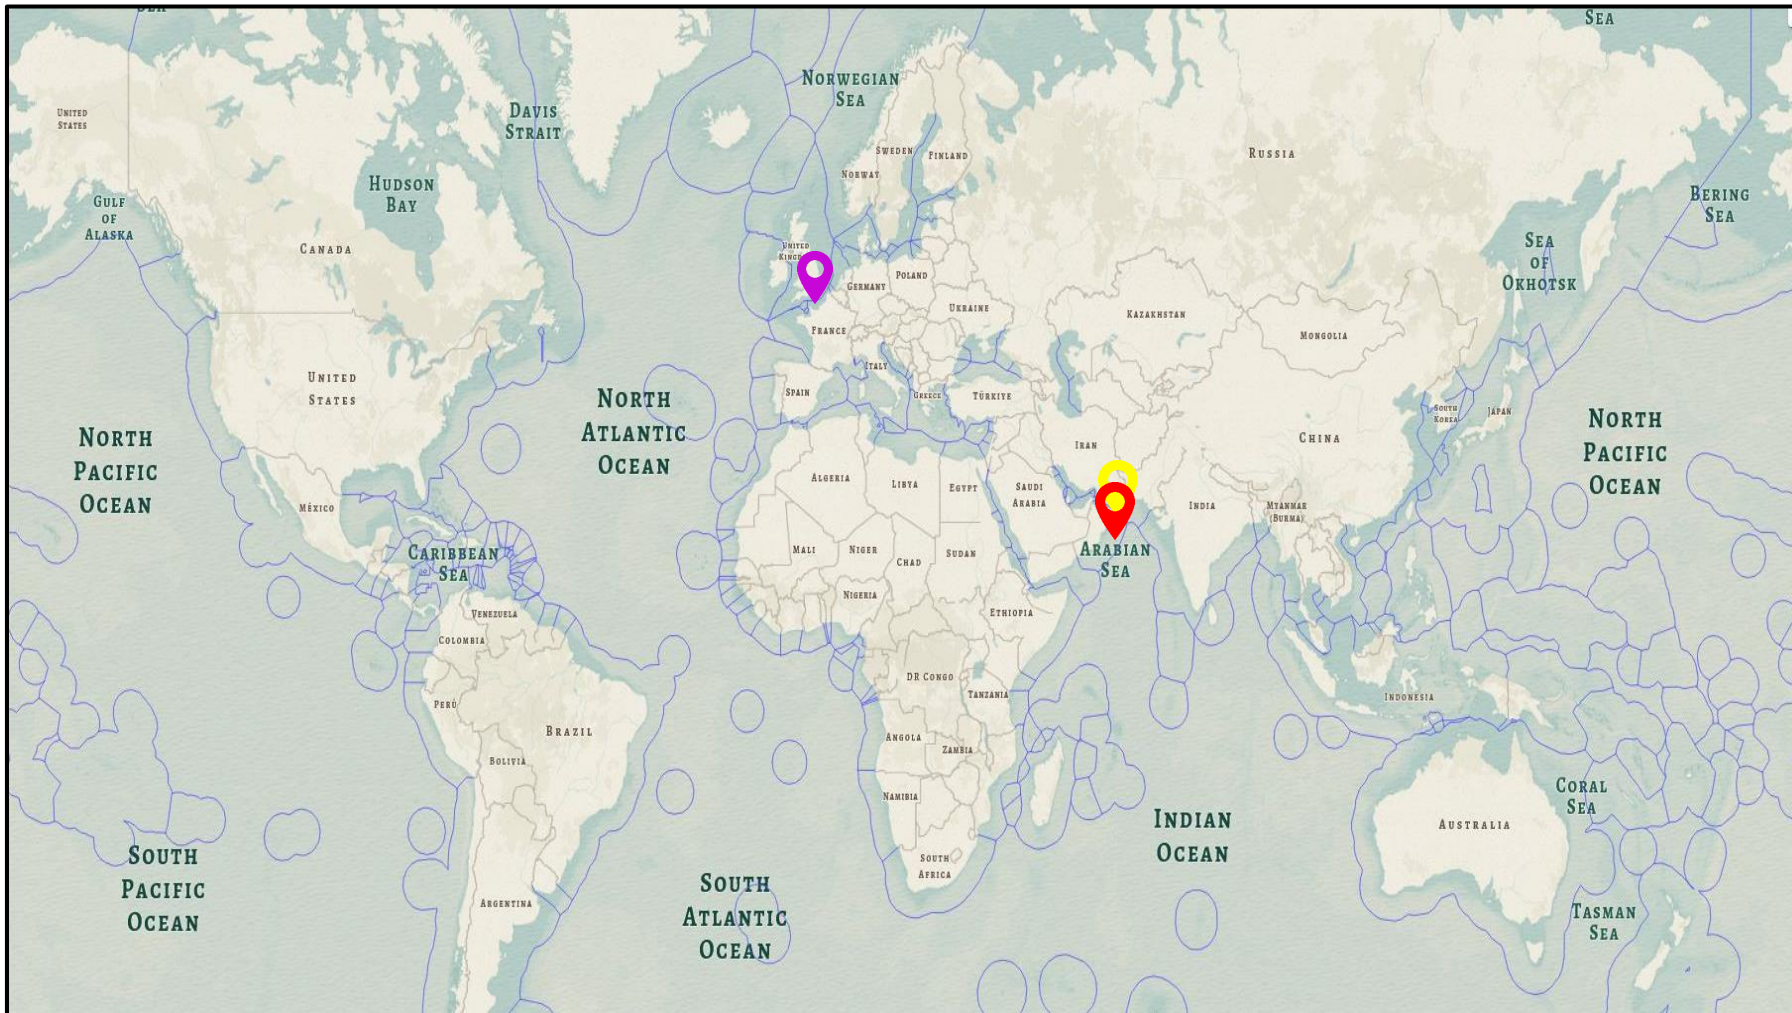 SEA
SEA
NORWEGIAN
SEA
DAVIS
STRAIT
UNITED
STATES
HUDSON
BAY
GULF
OF
ALASKA
CANADA
SWEDEN
FINLAND
NORWAY
RUSSIA
BERING
SEA
SEA
OF
OKHOTSK
UNITED
POLAND
GERMANY
UKRAINE
KAZAKHSTAN
MONGOLIA
FRANCE
ITALY
SPAIN
GREECE
TÜRKIYE
UNITED
STATES
NORTH
ATLANTIC
OCEAN
SOUTH
KOREA
JAPAN
NORTH
PACIFIC
OCEAN
NORTH
PACIFIC
OCEAN
IRAN
CHINA
ALGERIA
LIBYA
EGYPT
SAUDI
ARABIA
INDIA
MYANMAR
(BURMA)
MÉXICO
CARIBBEAN
SEA
MALI
NIGER
CHAD
SUDAN
ARABIAN
SEA
NIGERIA
ETHIOPIA
VENEZUELA
COLOMBIA
DR CONGO
TANZANIA
INDONESIA
PERÚ
BRAZIL
ANGOLA
ZAMBIA
BOLIVIA
NAMIBIA
CORAL
SEA
INDIAN
OCEAN
AUSTRALIA
SOUTH
PACIFIC
OCEAN
SOUTH
AFRICA
SOUTH
ATLANTIC
OCEAN
ARGENTINA
TASMAN
SEA